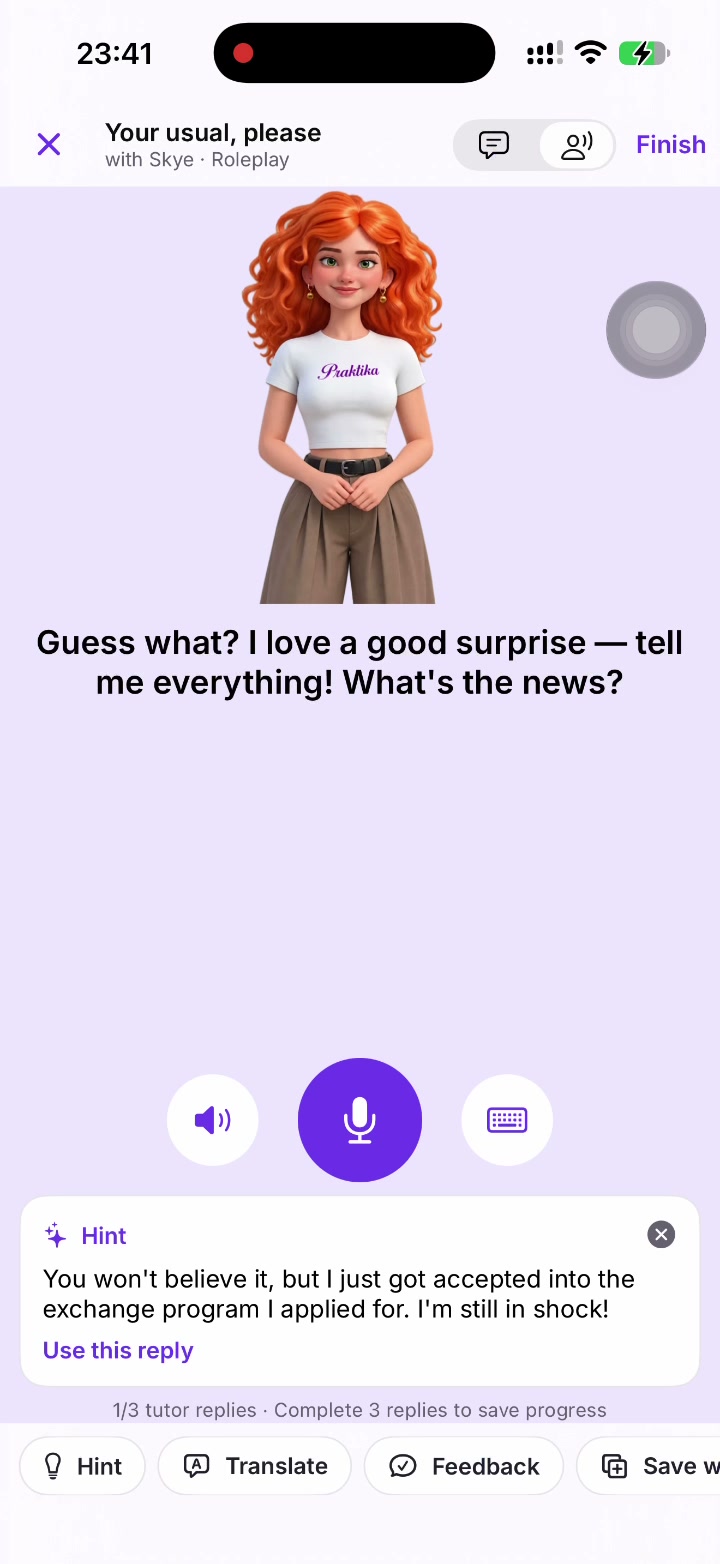 23:41
Your usual, please
with Skye · Roleplay
Finish
Praktika
Guess what? I love a good surprise — tell
me everything! What's the news?
Hint
You won't believe it, but I just got accepted into the
exchange program I applied for. I'm still in shock!
Use this reply
1/3 tutor replies · Complete 3 replies to save progress
Hint
Translate
Feedback
Save w